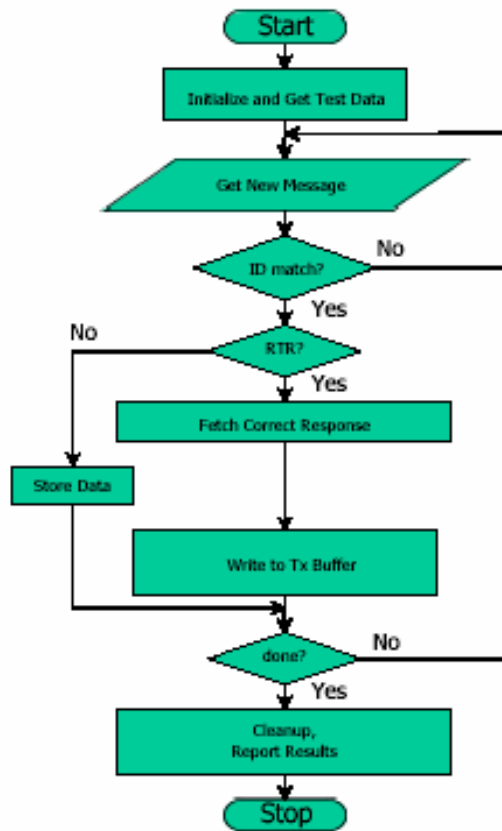 Start
Initialize and Get Test Data
Get New Message
ID match?
No
Yes
No
RTR?
Yes
Fetch Correct Response
Store Data
Write to Tx Buffer
done?
No
Yes
Cleanup,
Report Results
Stop